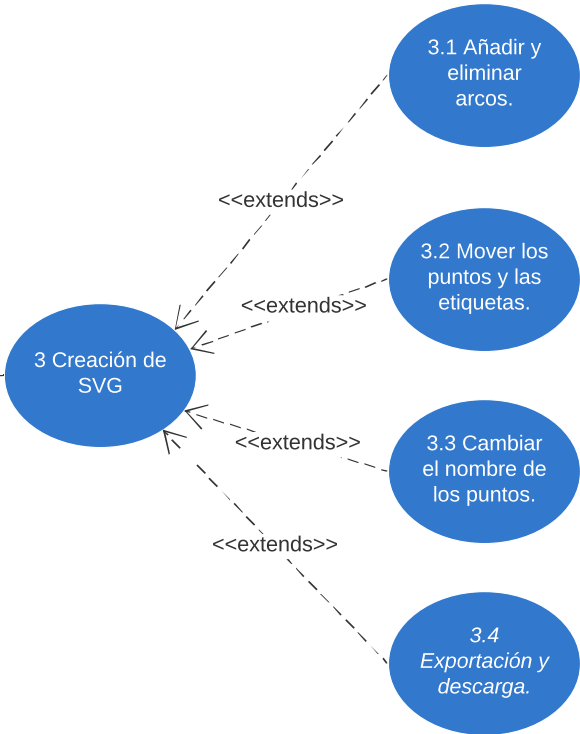 3.1 Añadir y
eliminar
arcos.
<<extends>>
3.2 Mover los
puntos y las
etiquetas.
<<extends>>
3 Creación de
SVG
3.3 Cambiar
el nombre de
los puntos.
<<extends>>
<<extends>>
3.4
Exportación y
descarga.